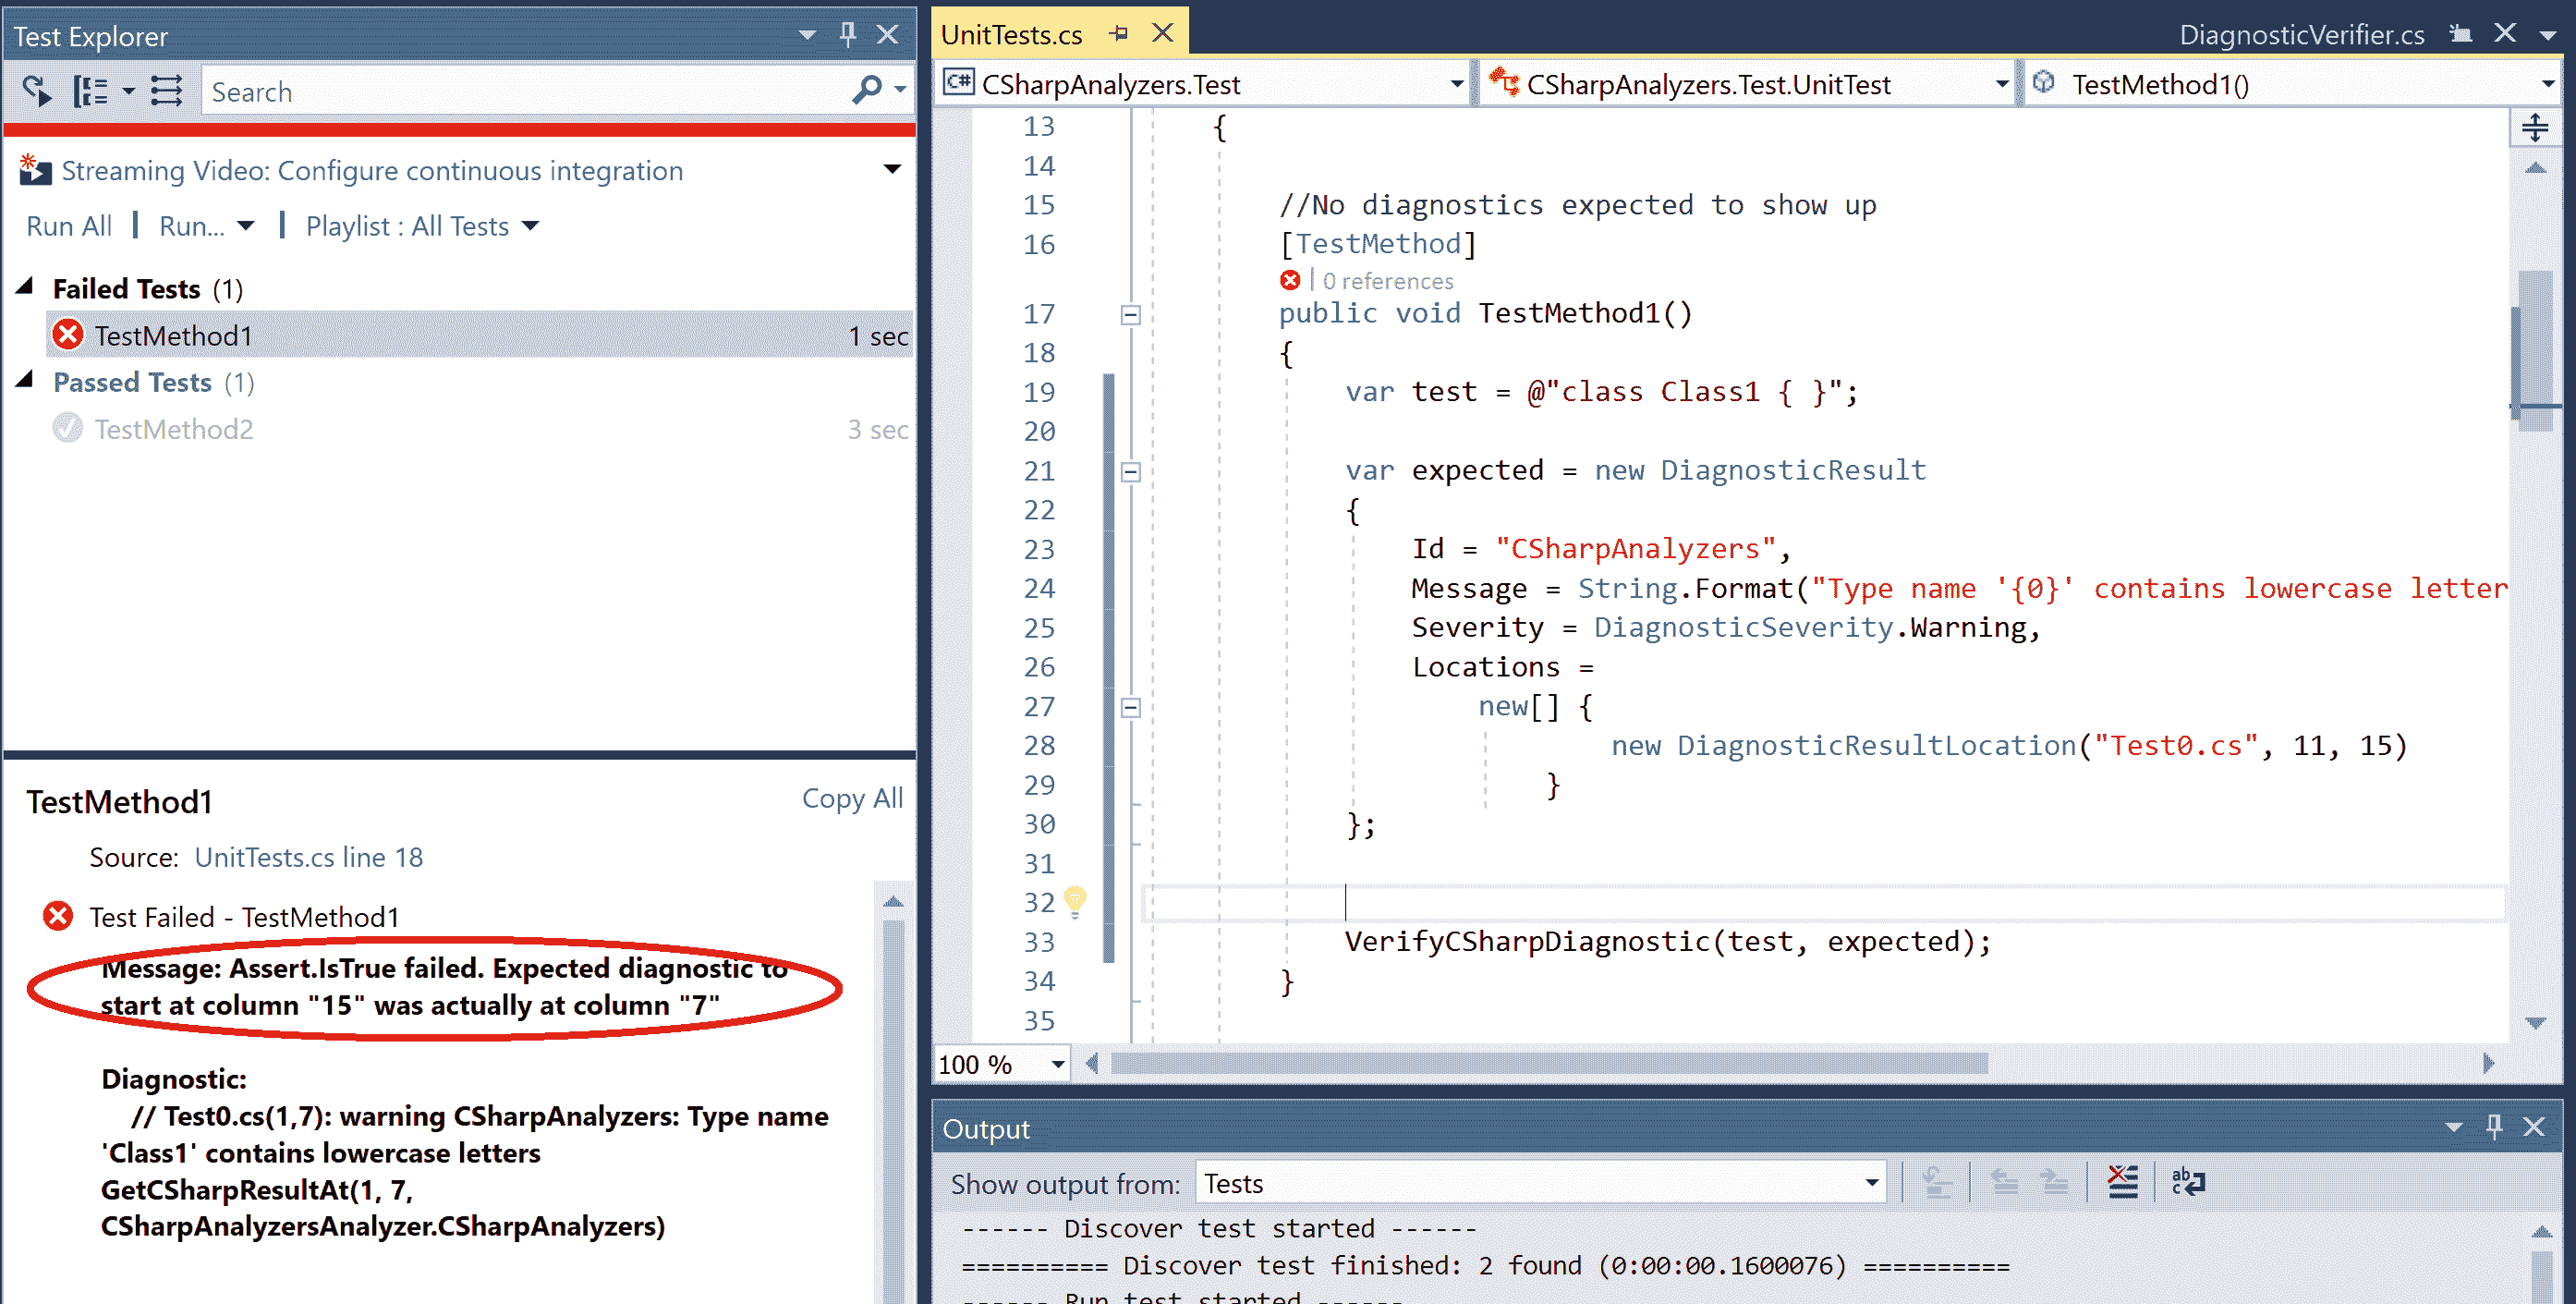 Test Explorer
Search
Streaming Video: Configure continuous integration
Run All | Run... | Playlist : All Tests
Failed Tests (1)
TestMethod1 1 sec
Passed Tests (1)
TestMethod2 3 sec
TestMethod1 Copy All
Source: UnitTests.cs line 18
Test Failed - TestMethod1
Message: Assert.IsTrue failed. Expected diagnostic to
start at column "15" was actually at column "7"
Diagnostic:
// Test0.cs(1,7): warning CSharpAnalyzers: Type name
'Class1' contains lowercase letters
GetCSharpResultAt(1, 7,
CSharpAnalyzersAnalyzer.CSharpAnalyzers)
UnitTests.cs DiagnosticVerifier.cs
C# CSharpAnalyzers.Test CSharpAnalyzers.Test.UnitTest TestMethod1()
13 {
14
15 //No diagnostics expected to show up
16 [TestMethod]
0 references
17 public void TestMethod1()
18 {
19 var test = @"class Class1 { }";
20
21 var expected = new DiagnosticResult
22 {
23 Id = "CSharpAnalyzers",
24 Message = String.Format("Type name '{0}' contains lowercase letter
25 Severity = DiagnosticSeverity.Warning,
26 Locations =
27 new[] {
28 new DiagnosticResultLocation("Test0.cs", 11, 15)
29 }
30 };
31
32
33 VerifyCSharpDiagnostic(test, expected);
34 }
35
100 %
Output
Show output from: Tests
------ Discover test started ------
========== Discover test finished: 2 found (0:00:00.1600076) ==========
------ Run test started ------